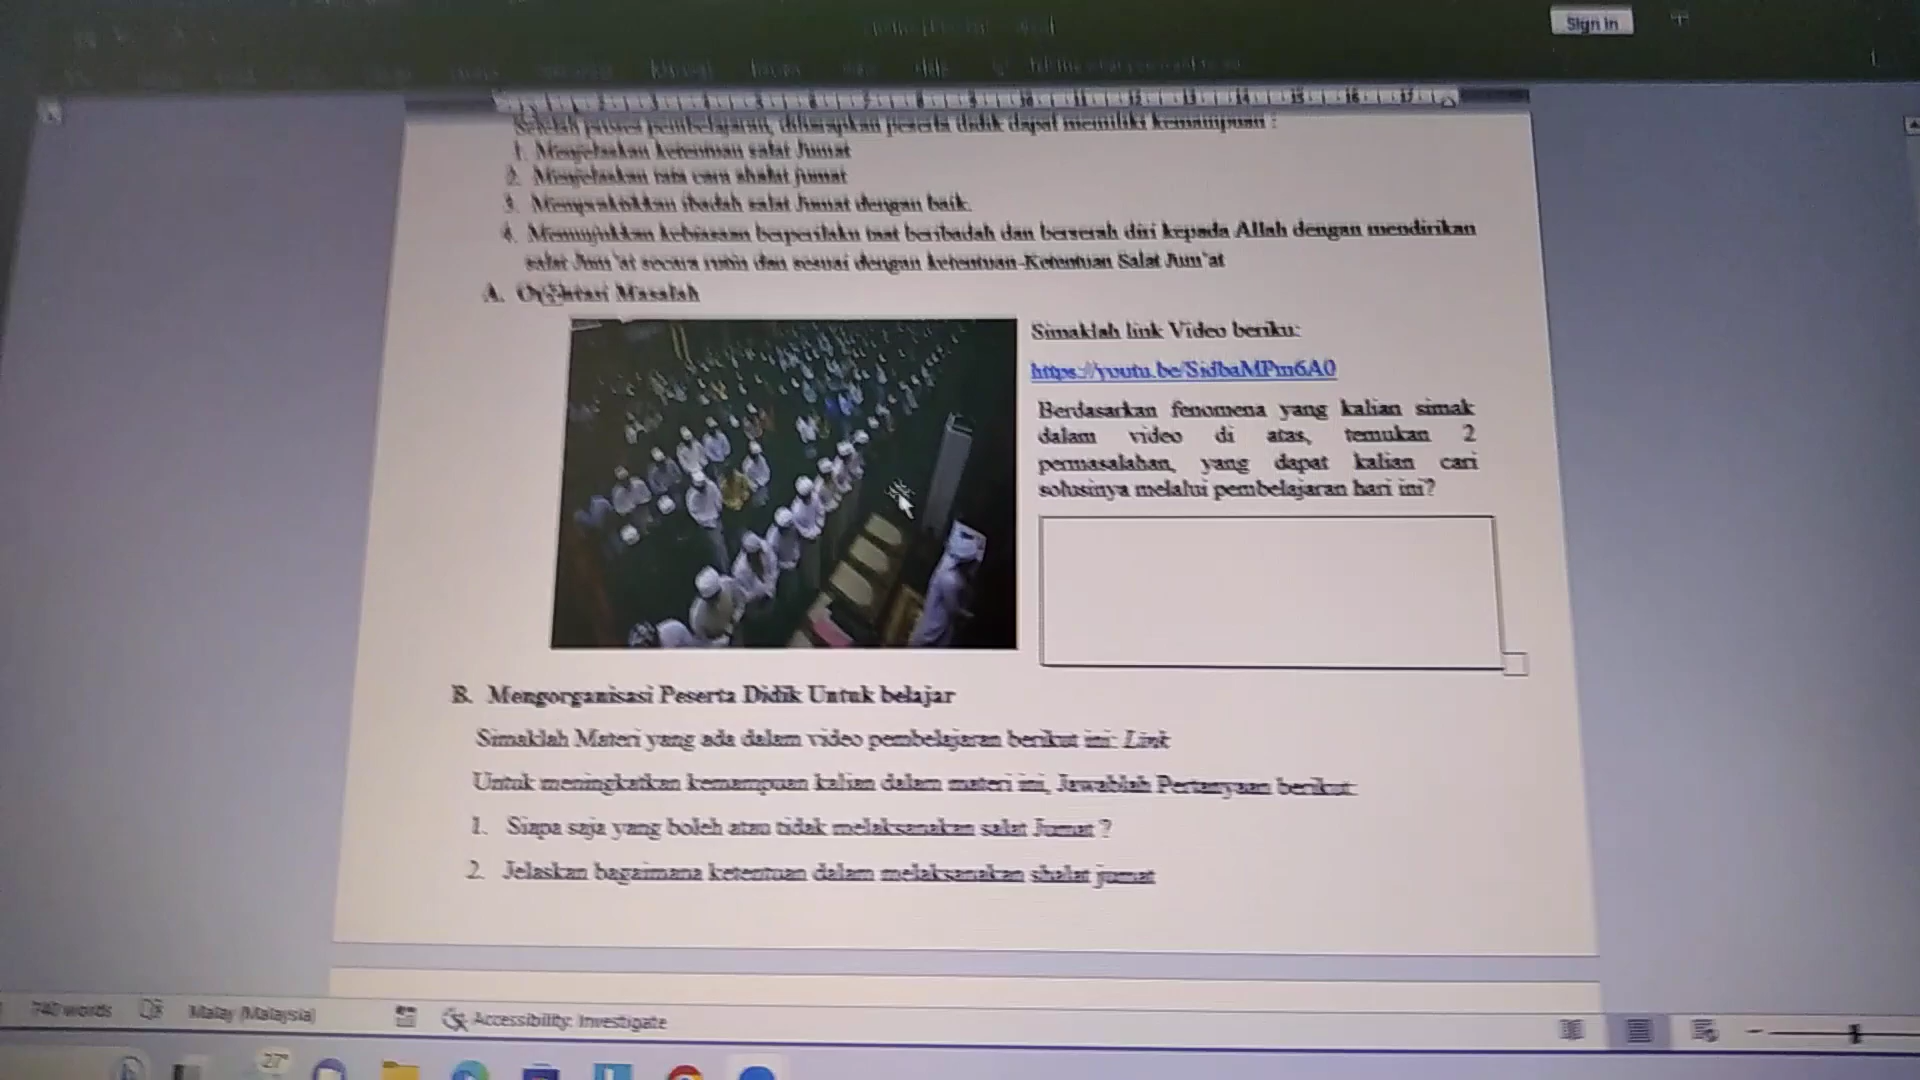 Sign in
Setelah proses pembelajaran, diharapkan peserta didik dapat memiliki kemampuan :
1. Menjelaskan ketentuan salat Jumat
2. Menjelaskan tata cara shalat jumat
3. Mempraktikkan ibadah salat Jumat dengan baik.
4. Menunjukkan kebiasaan berperilaku taat beribadah dan berserah diri kepada Allah dengan mendirikan
salat Jum'at secara rutin dan sesuai dengan ketentuan-Ketentuan Salat Jum'at
A. Orientasi Masalah
Simaklah link Video beriku:
https://youtu.be/SidbaMPm6A0
Berdasarkan fenomena yang kalian simak
dalam video di atas, temukan 2
permasalahan, yang dapat kalian cari
solusinya melalui pembelajaran hari ini?
B. Mengorganisasi Peserta Didik Untuk belajar
Simaklah Materi yang ada dalam video pembelajaran berikut ini: Link
Untuk meningkatkan kemampuan kalian dalam materi ini, Jawablah Pertanyaan berikut:
1. Siapa saja yang boleh atau tidak melaksanakan salat Jumat ?
2. Jelaskan bagaimana ketentuan dalam melaksanakan shalat jumat
740 words
Malay (Malaysia)
Accessibility: Investigate
27°